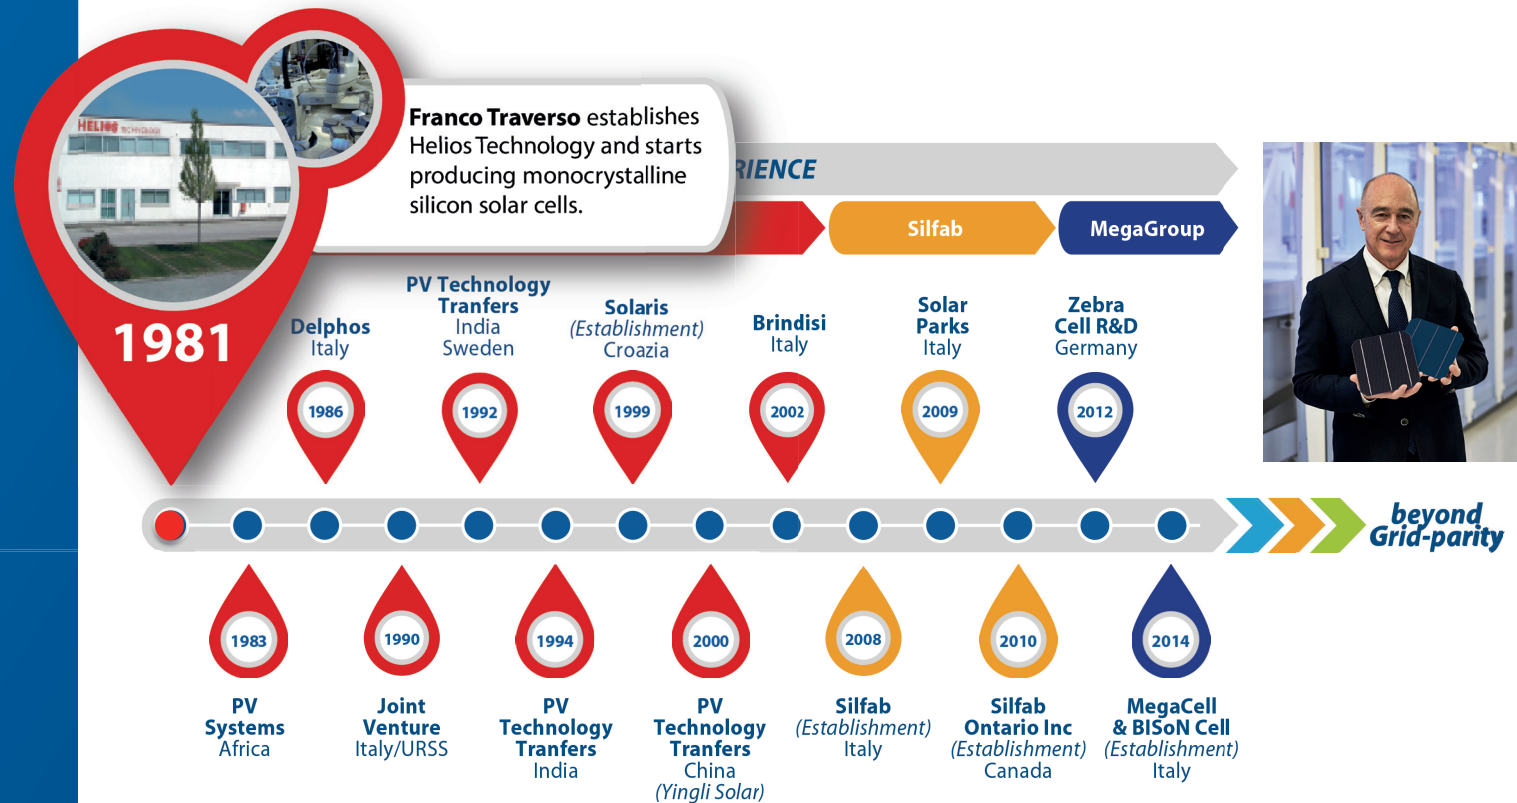 HELIOS TECHNOLOGY
1981
Franco Traverso establishes
Helios Technology and starts
producing monocrystalline
silicon solar cells.
RIENCE
Silfab
MegaGroup
Delphos
Italy
1986
PV Technology
Tranfers
India
Sweden
1992
Solaris
(Establishment)
Croazia
1999
Brindisi
Italy
2002
Solar
Parks
Italy
2009
Zebra
Cell R&D
Germany
2012
beyond
Grid-parity
1983
PV
Systems
Africa
1990
Joint
Venture
Italy/URSS
1994
PV
Technology
Tranfers
India
2000
PV
Technology
Tranfers
China
(Yingli Solar)
2008
Silfab
(Establishment)
Italy
2010
Silfab
Ontario Inc
(Establishment)
Canada
2014
MegaCell
& BISoN Cell
(Establishment)
Italy